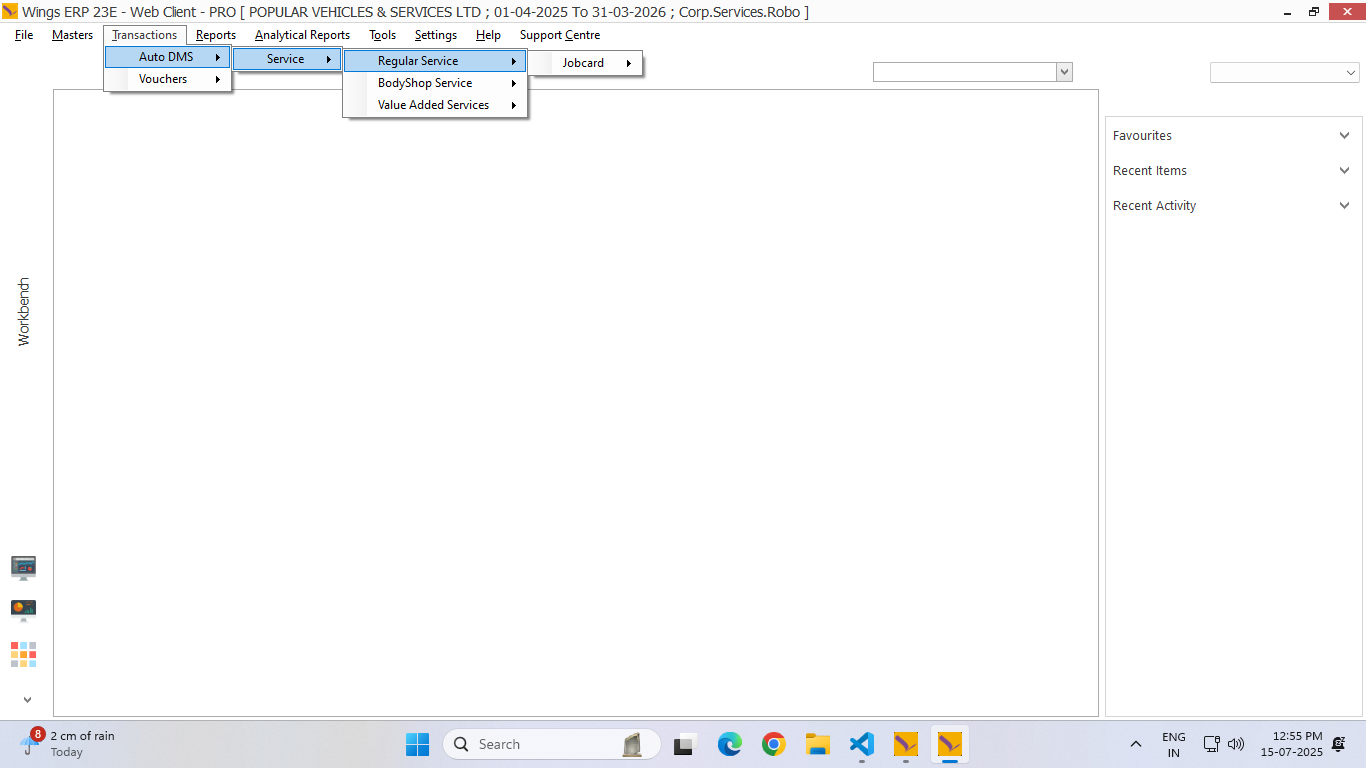 Wings ERP 23E - Web Client - PRO [ POPULAR VEHICLES & SERVICES LTD ; 01-04-2025 To 31-03-2026 ; Corp.Services.Robo ]
File Masters Transactions Reports Analytical Reports Tools Settings Help Support Centre
Auto DMS Service Regular Service Jobcard
Vouchers BodyShop Service
Value Added Services
Favourites
Recent Items
Recent Activity
Workbench
8 2 cm of rain
Today
Search
ENG
IN
12:55 PM
15-07-2025